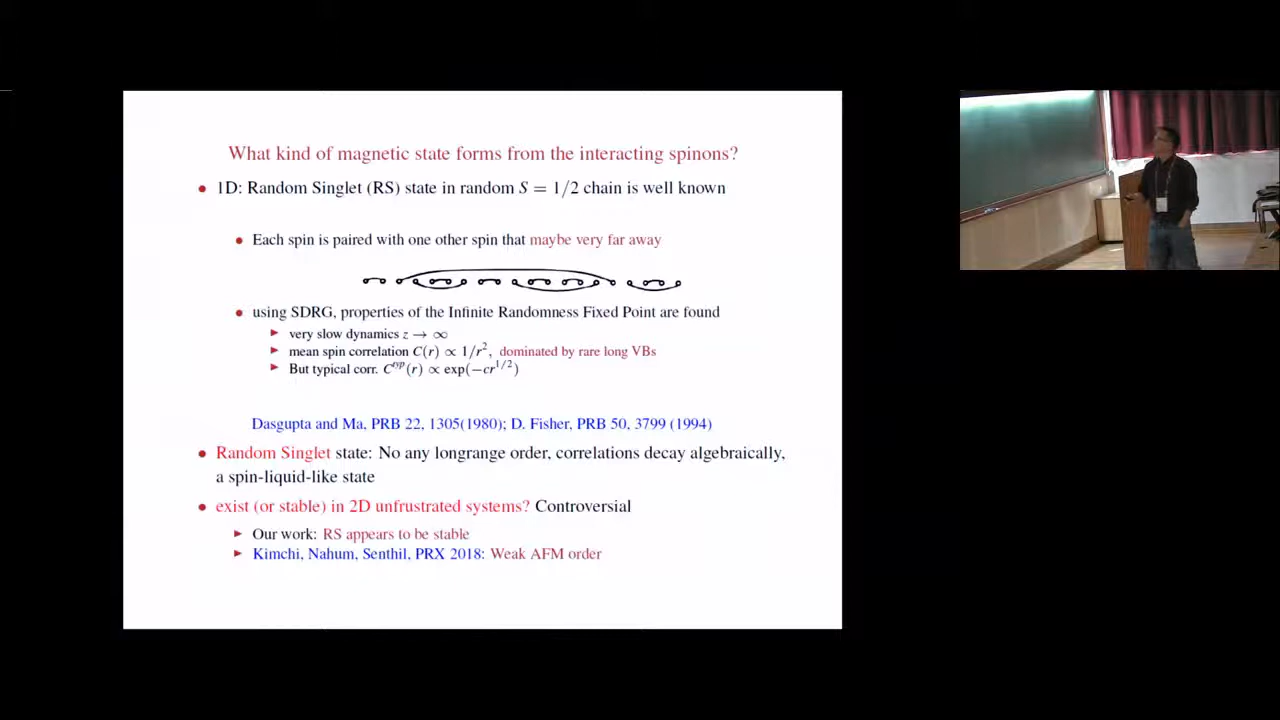 What kind of magnetic state forms from the interacting spinons?
• 1D: Random Singlet (RS) state in random S = 1/2 chain is well known
• Each spin is paired with one other spin that maybe very far away
• using SDRG, properties of the Infinite Randomness Fixed Point are found
▶ very slow dynamics z → ∞
▶ mean spin correlation C(r) ∝ 1/r², dominated by rare long VBs
▶ But typical corr. C^typ(r) ∝ exp(−cr^1/2)
Dasgupta and Ma, PRB 22, 1305(1980); D. Fisher, PRB 50, 3799 (1994)
• Random Singlet state: No any longrange order, correlations decay algebraically,
a spin-liquid-like state
• exist (or stable) in 2D unfrustrated systems? Controversial
▶ Our work: RS appears to be stable
▶ Kimchi, Nahum, Senthil, PRX 2018: Weak AFM order